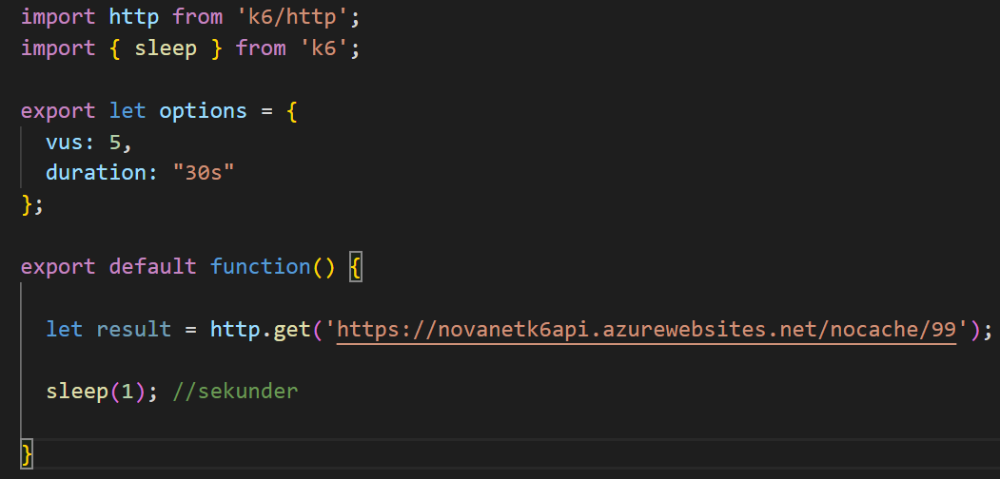 import http from 'k6/http';
import { sleep } from 'k6';
export let options = {
vus: 5,
duration: "30s"
};
export default function() {
let result = http.get('https://novanetk6api.azurewebsites.net/nocache/99');
sleep(1); //sekunder
}